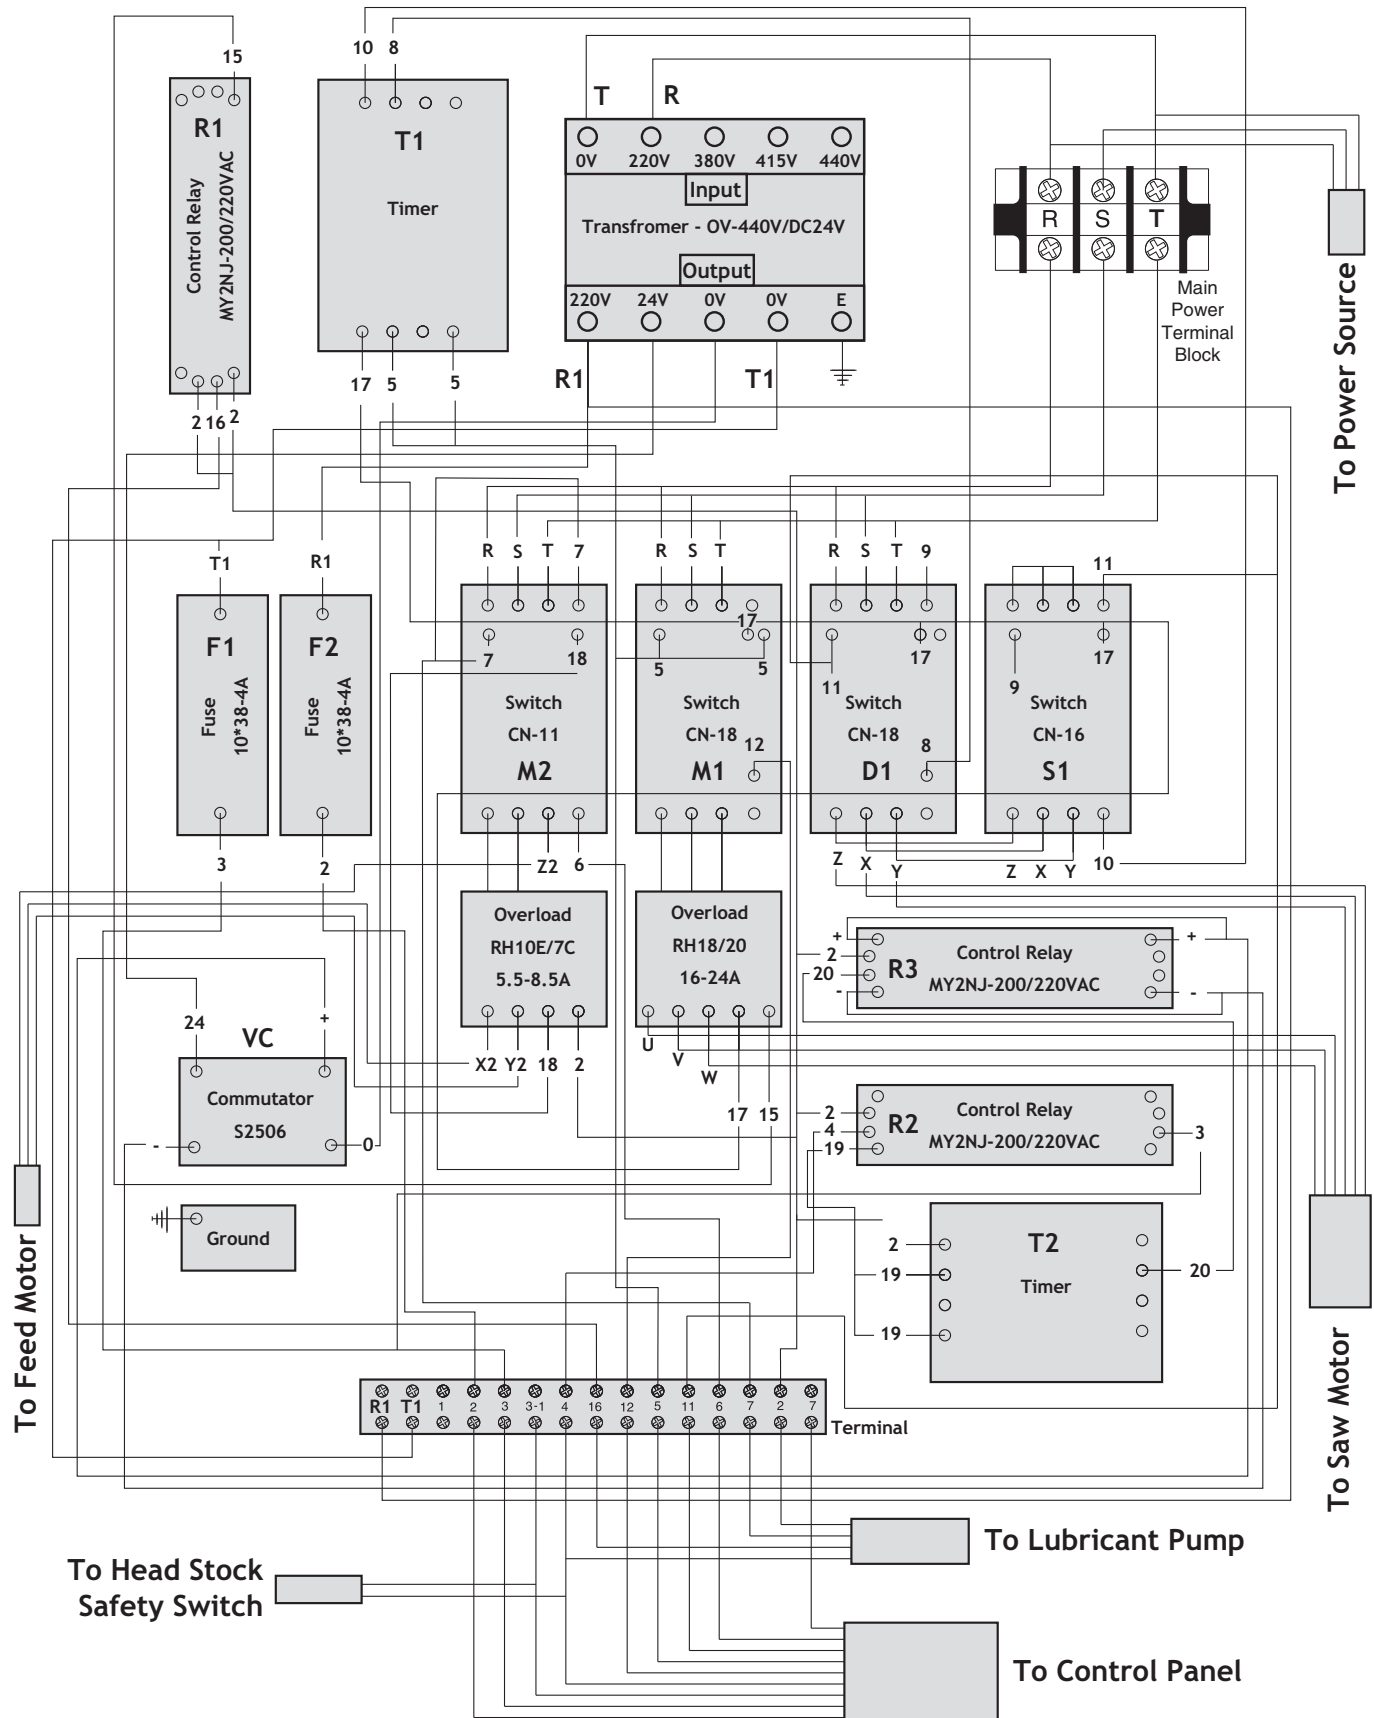 10 8
15
T R
R1
Control Relay
MY2NJ-200/220VAC
T1
Timer
0V 220V 380V 415V 440V
Input
Transfromer - OV-440V/DC24V
Output
220V 24V 0V 0V E
R S T
Main
Power
Terminal
Block
To Power Source
R1 T1
17 5 5
2 16 2
T1 R1
R S T 7
R S T
R S T 9
11
F1
Fuse
10*38-4A
F2
Fuse
10*38-4A
7 18
Switch
CN-11
M2
17
5 5
Switch
CN-18
12
M1
17
11
Switch
CN-18
8
D1
17
9
Switch
CN-16
S1
3 2
Z2 6
Z X Y
Z X Y 10
Overload
RH10E/7C
5.5-8.5A
Overload
RH18/20
16-24A
+
2
20
-
R3
Control Relay
MY2NJ-200/220VAC
+
-
24 +
VC
Commutator
S2506
- 0
X2 Y2 18 2
U
V
W
17 15
2
4
19
R2
Control Relay
MY2NJ-200/220VAC
3
Ground
2
19
19
T2
Timer
20
To Feed Motor
To Saw Motor
R1 T1 1 2 3 3-1 4 16 12 5 11 6 7 2 7
Terminal
To Lubricant Pump
To Head Stock
Safety Switch
To Control Panel